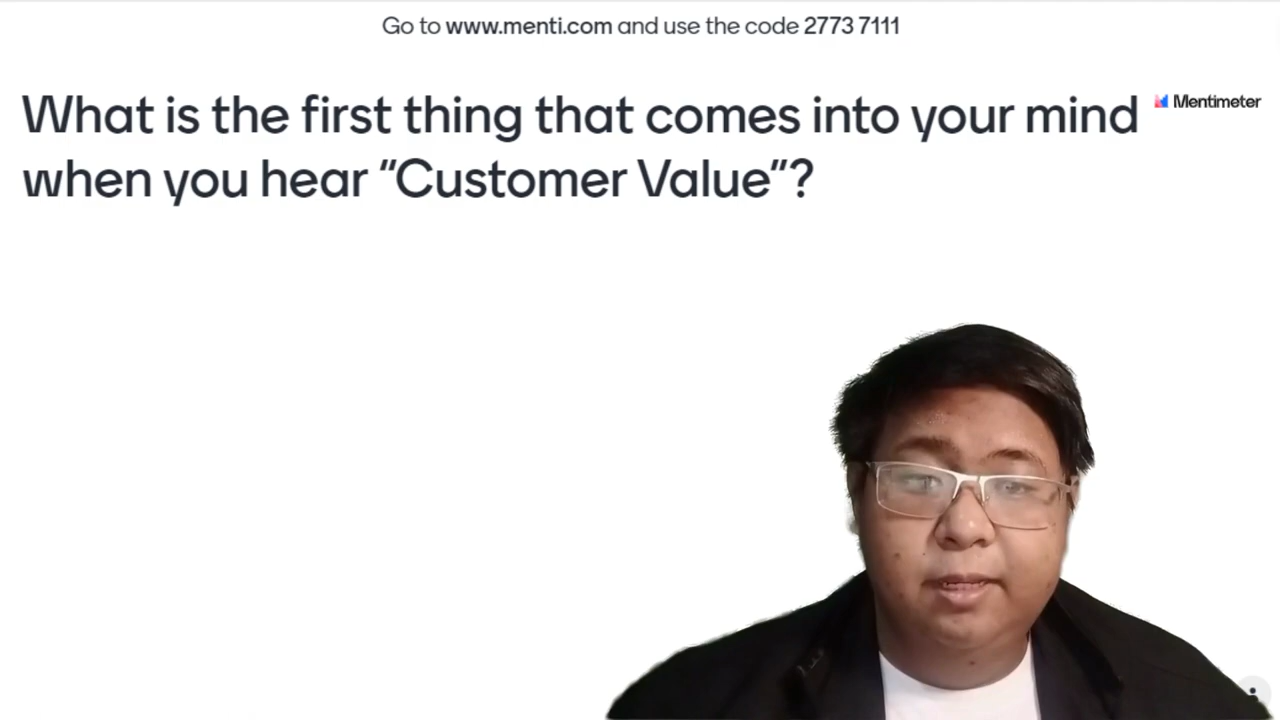 Go to www.menti.com and use the code 2773 7111
What is the first thing that comes into your mind
when you hear “Customer Value”?
Mentimeter